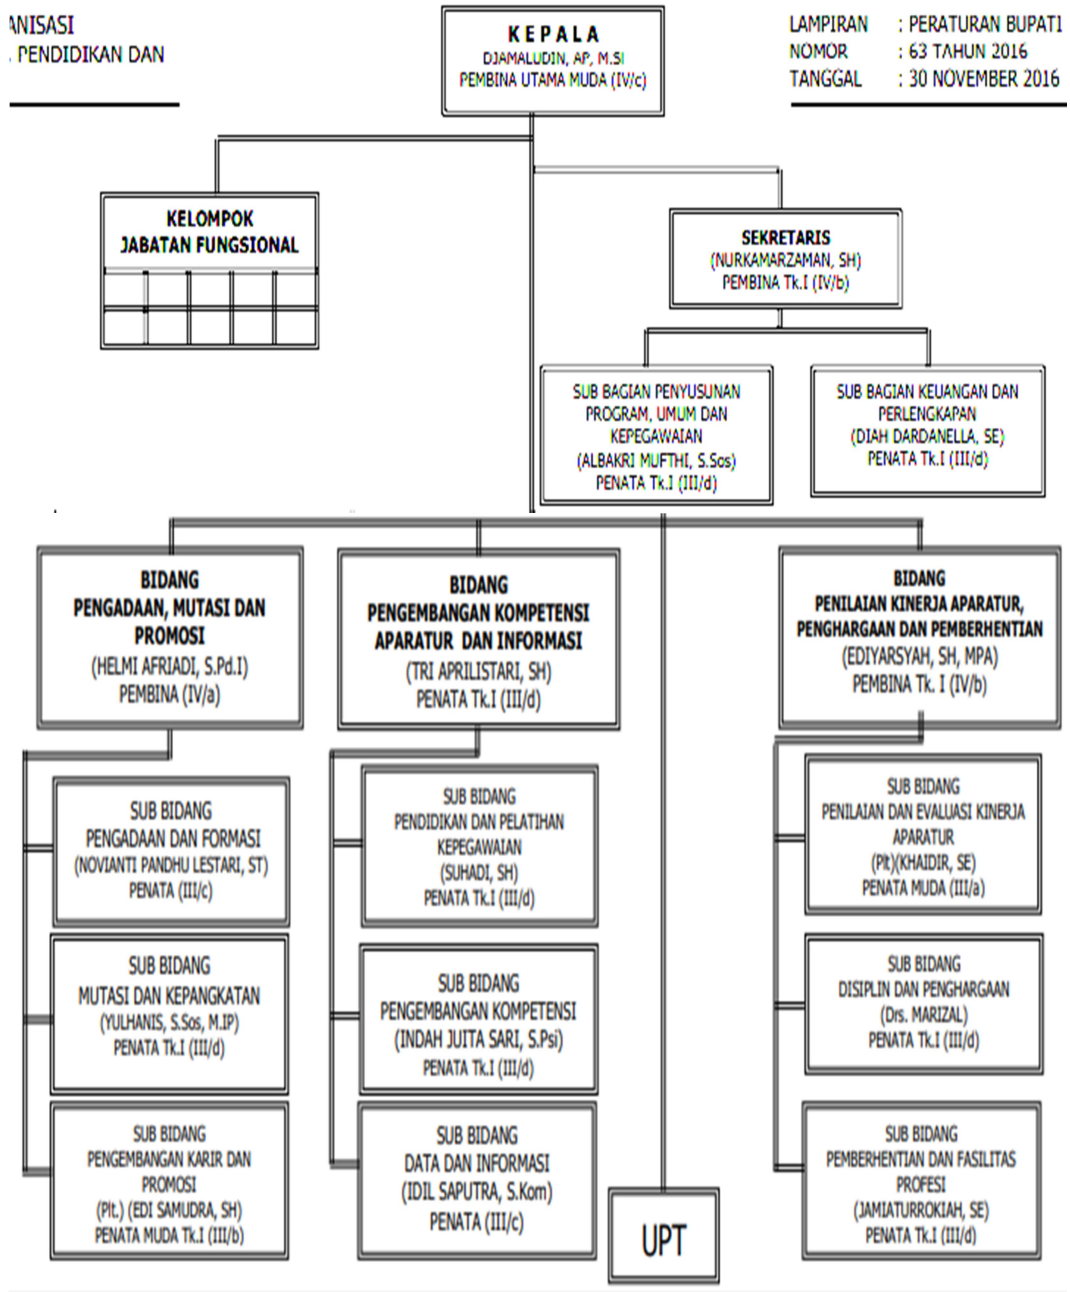 ANISASI
PENDIDIKAN DAN
KEPALA
DJAMALUDIN, AP, M.SI
PEMBINA UTAMA MUDA (IV/c)
LAMPIRAN : PERATURAN BUPATI
NOMOR : 63 TAHUN 2016
TANGGAL : 30 NOVEMBER 2016
KELOMPOK
JABATAN FUNGSIONAL
SEKRETARIS
(NURKAMARZAMAN, SH)
PEMBINA Tk.I (IV/b)
SUB BAGIAN PENYUSUNAN
PROGRAM, UMUM DAN
KEPEGAWAIAN
(ALBAKRI MUFTHI, S.Sos)
PENATA Tk.I (III/d)
SUB BAGIAN KEUANGAN DAN
PERLENGKAPAN
(DIAH DARDANELLA, SE)
PENATA Tk.I (III/d)
BIDANG
PENGADAAN, MUTASI DAN
PROMOSI
(HELMI AFRIADI, S.Pd.I)
PEMBINA (IV/a)
BIDANG
PENGEMBANGAN KOMPETENSI
APARATUR DAN INFORMASI
(TRI APRILISTARI, SH)
PENATA Tk.I (III/d)
BIDANG
PENILAIAN KINERJA APARATUR,
PENGHARGAAN DAN PEMBERHENTIAN
(EDIYARSYAH, SH, MPA)
PEMBINA Tk. I (IV/b)
SUB BIDANG
PENGADAAN DAN FORMASI
(NOVIANTI PANDHU LESTARI, ST)
PENATA (III/c)
SUB BIDANG
MUTASI DAN KEPANGKATAN
(YULHANIS, S.Sos, M.IP)
PENATA Tk.I (III/d)
SUB BIDANG
PENGEMBANGAN KARIR DAN
PROMOSI
(Plt.) (EDI SAMUDRA, SH)
PENATA MUDA Tk.I (III/b)
SUB BIDANG
PENDIDIKAN DAN PELATIHAN
KEPEGAWAIAN
(SUHADI, SH)
PENATA Tk.I (III/d)
SUB BIDANG
PENGEMBANGAN KOMPETENSI
(INDAH JUITA SARI, S.Psi)
PENATA Tk.I (III/d)
SUB BIDANG
DATA DAN INFORMASI
(IDIL SAPUTRA, S.Kom)
PENATA (III/c)
UPT
SUB BIDANG
PENILAIAN DAN EVALUASI KINERJA
APARATUR
(Plt)(KHAIDIR, SE)
PENATA MUDA (III/a)
SUB BIDANG
DISIPLIN DAN PENGHARGAAN
(Drs. MARIZAL)
PENATA Tk.I (III/d)
SUB BIDANG
PEMBERHENTIAN DAN FASILITAS
PROFESI
(JAMIATURROKIAH, SE)
PENATA Tk.I (III/d)